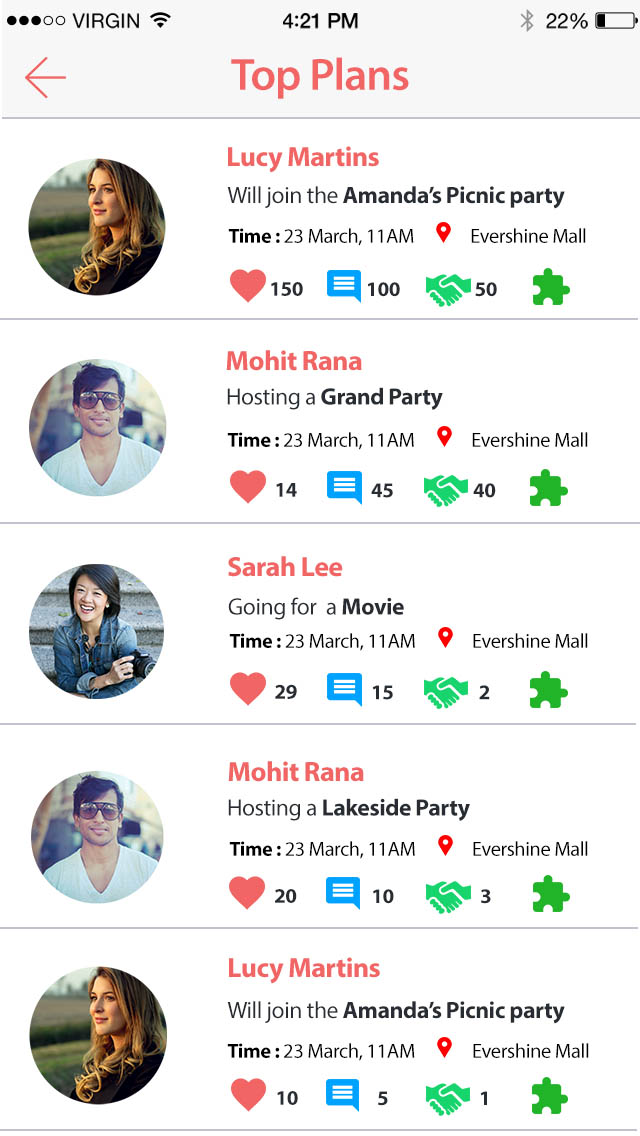 VIRGIN 4:21 PM 22%
Top Plans
Lucy Martins
Will join the Amanda’s Picnic party
Time : 23 March, 11AM Evershine Mall
150 100 50
Mohit Rana
Hosting a Grand Party
Time : 23 March, 11AM Evershine Mall
14 45 40
Sarah Lee
Going for a Movie
Time : 23 March, 11AM Evershine Mall
29 15 2
Mohit Rana
Hosting a Lakeside Party
Time : 23 March, 11AM Evershine Mall
20 10 3
Lucy Martins
Will join the Amanda’s Picnic party
Time : 23 March, 11AM Evershine Mall
10 5 1